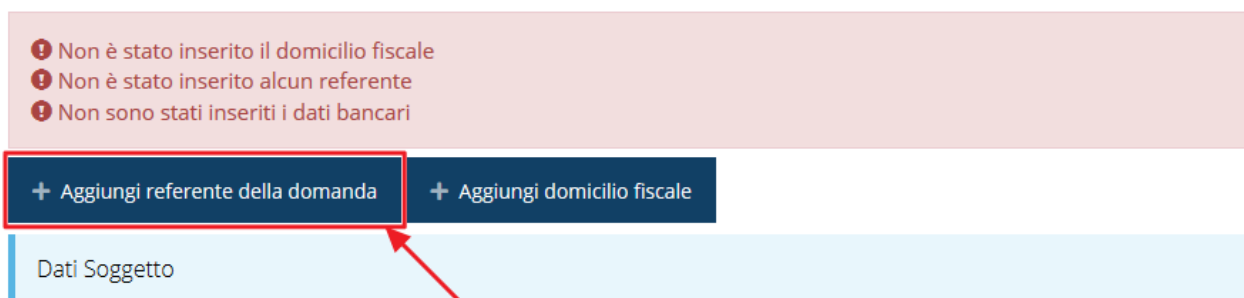 Non è stato inserito il domicilio fiscale
Non è stato inserito alcun referente
Non sono stati inseriti i dati bancari
+ Aggiungi referente della domanda + Aggiungi domicilio fiscale
Dati Soggetto